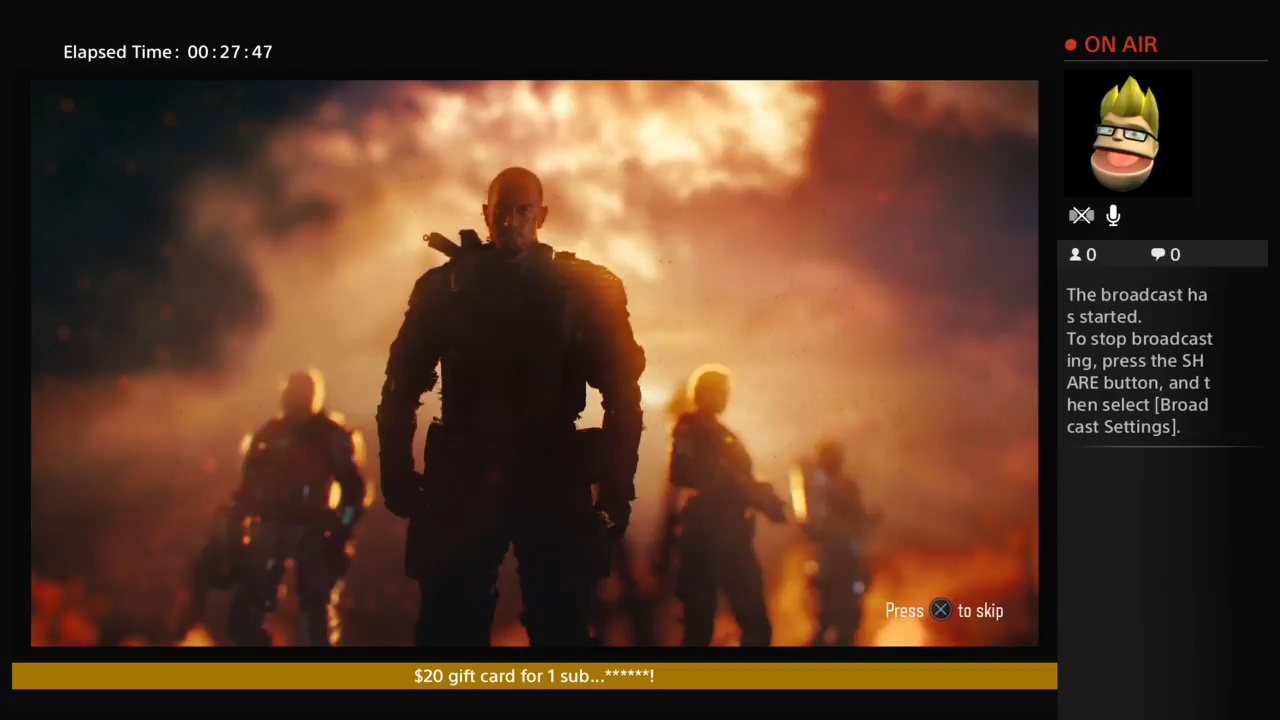 Elapsed Time: 00:27:47
ON AIR
0 0
The broadcast ha
s started.
To stop broadcast
ing, press the SH
ARE button, and t
hen select [Broad
cast Settings].
Press to skip
$20 gift card for 1 sub...******!